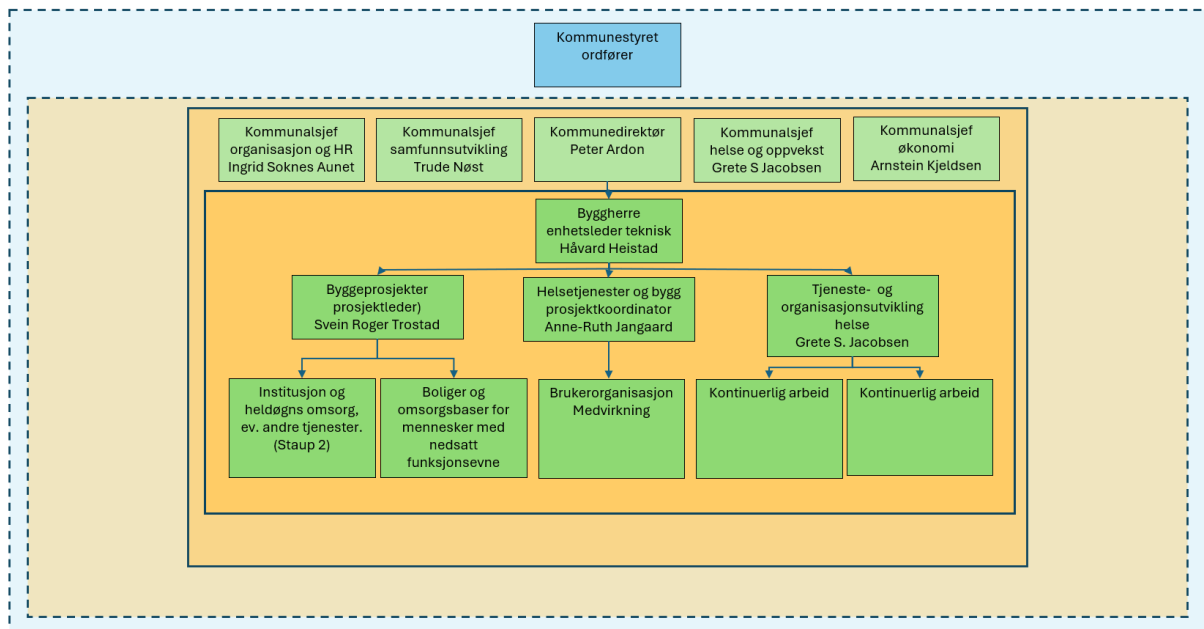 Kommunestyret
ordfører
Kommunalsjef
organisasjon og HR
Ingrid Soknes Aunet
Kommunalsjef
samfunnsutvikling
Trude Nøst
Kommunedirektør
Peter Ardon
Kommunalsjef
helse og oppvekst
Grete S Jacobsen
Kommunalsjef
økonomi
Arnstein Kjeldsen
Byggherre
enhetsleder teknisk
Håvard Heistad
Byggeprosjekter
prosjektleder)
Svein Roger Trostad
Helsetjenester og bygg
prosjektkoordinator
Anne-Ruth Jangaard
Tjeneste- og
organisasjonsutvikling
helse
Grete S. Jacobsen
Institusjon og
heldøgns omsorg,
ev. andre tjenester.
(Staup 2)
Boliger og
omsorgsbaser for
mennesker med
nedsatt
funksjonsevne
Brukerorganisasjon
Medvirkning
Kontinuerlig arbeid
Kontinuerlig arbeid